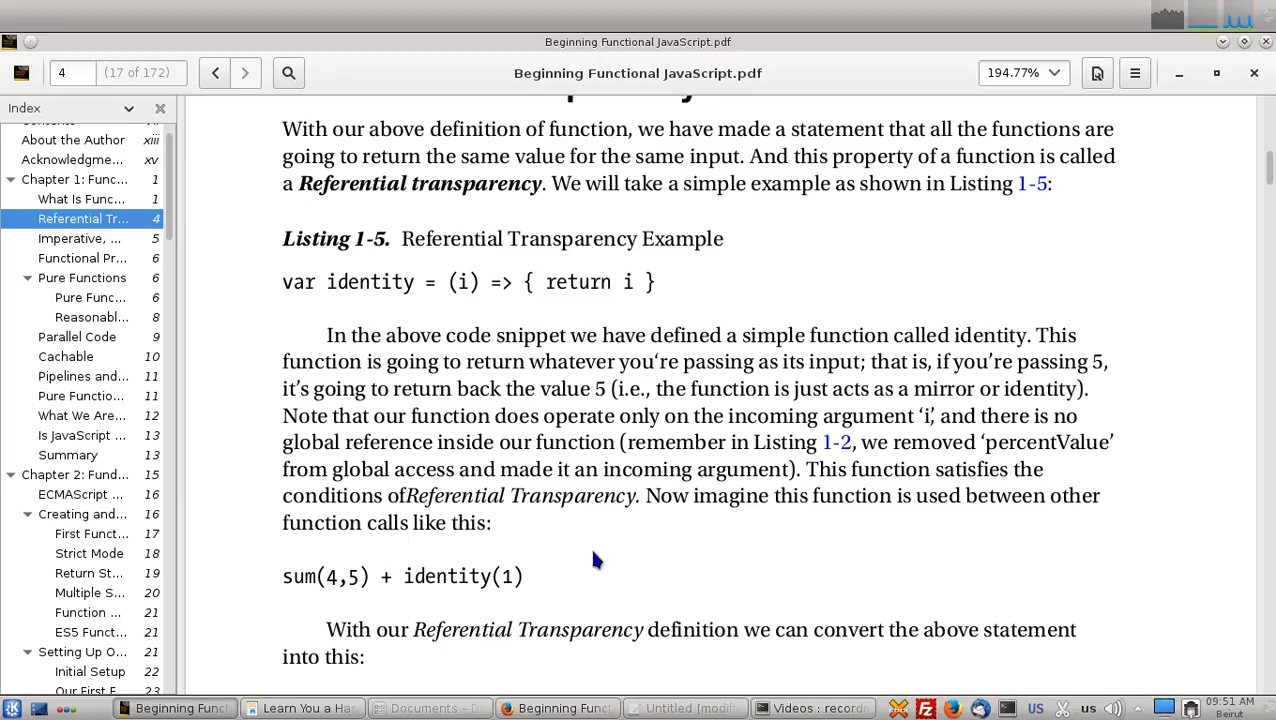 Beginning Functional JavaScript.pdf
4 (17 of 172)
Beginning Functional JavaScript.pdf
194.77%
Index
About the Author xiii
Acknowledgme... xv
Chapter 1: Func... 1
What Is Func... 1
Referential Tr... 4
Imperative, ... 5
Functional Pr... 6
Pure Functions 6
Pure Func... 6
Reasonabl... 8
Parallel Code 9
Cachable 10
Pipelines and... 11
Pure Functio... 11
What We Are... 12
Is JavaScript ... 13
Summary 13
Chapter 2: Fund... 15
ECMAScript ... 16
Creating and... 16
First Funct... 17
Strict Mode 18
Return St... 19
Multiple S... 20
Function ... 21
ES5 Funct... 21
Setting Up O... 21
Initial Setup 22
Our First F... 23
With our above definition of function, we have made a statement that all the functions are
going to return the same value for the same input. And this property of a function is called
a Referential transparency. We will take a simple example as shown in Listing 1-5:
Listing 1-5. Referential Transparency Example
var identity = (i) => { return i }
In the above code snippet we have defined a simple function called identity. This
function is going to return whatever you‘re passing as its input; that is, if you’re passing 5,
it’s going to return back the value 5 (i.e., the function is just acts as a mirror or identity).
Note that our function does operate only on the incoming argument ‘i’, and there is no
global reference inside our function (remember in Listing 1-2, we removed ‘percentValue’
from global access and made it an incoming argument). This function satisfies the
conditions ofReferential Transparency. Now imagine this function is used between other
function calls like this:
sum(4,5) + identity(1)
With our Referential Transparency definition we can convert the above statement
into this:
Beginning Func
Learn You a Has
Documents – D
Beginning Func
Untitled [modif
Videos : recordi
US
us
09:51 AM
Beirut